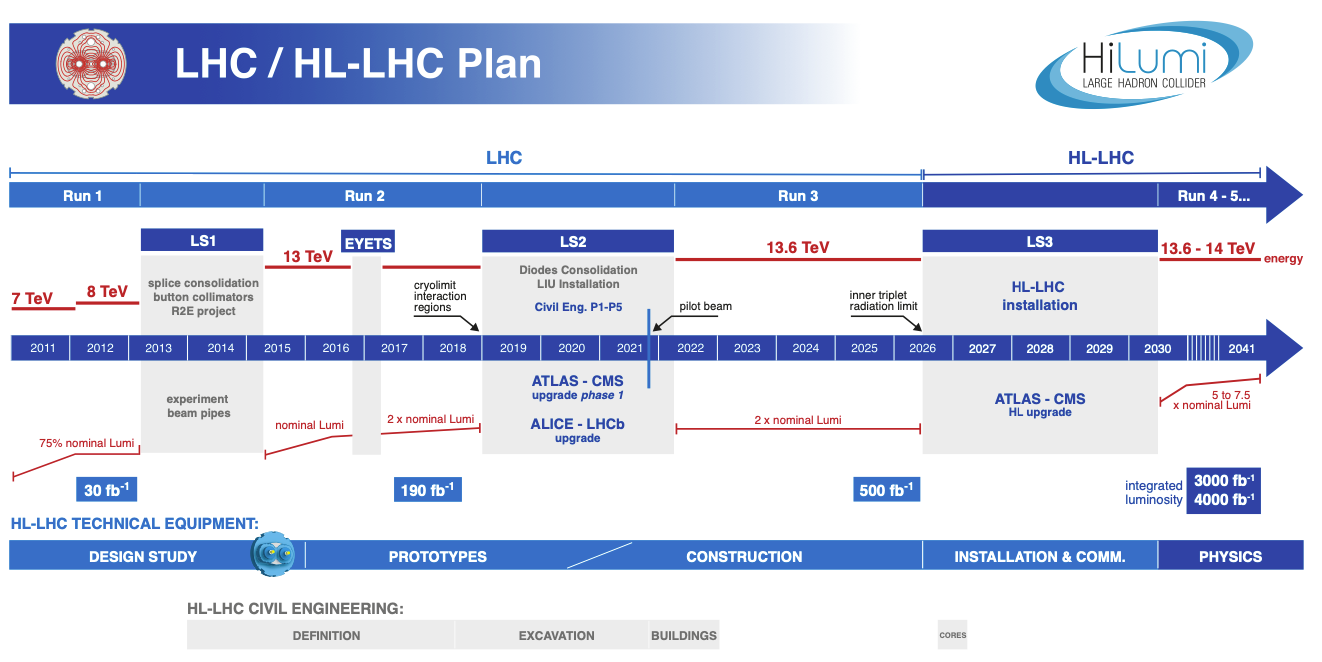 LHC / HL-LHC Plan
HiLumi
LARGE HADRON COLLIDER
LHC
HL-LHC
Run 1
Run 2
Run 3
Run 4 - 5...
LS1
EYETS
LS2
LS3
13 TeV
13.6 TeV
13.6 - 14 TeV
energy
7 TeV
8 TeV
splice consolidation
button collimators
R2E project
cryolimit
interaction
regions
Diodes Consolidation
LIU Installation
Civil Eng. P1-P5
pilot beam
inner triplet
radiation limit
HL-LHC
installation
2011 2012 2013 2014 2015 2016 2017 2018 2019 2020 2021 2022 2023 2024 2025 2026 2027 2028 2029 2030 2041
experiment
beam pipes
ATLAS - CMS
upgrade phase 1
ALICE - LHCb
upgrade
ATLAS - CMS
HL upgrade
5 to 7.5
x nominal Lumi
75% nominal Lumi
nominal Lumi
2 x nominal Lumi
2 x nominal Lumi
30 fb-1
190 fb-1
500 fb-1
integrated
luminosity
3000 fb-1
4000 fb-1
HL-LHC TECHNICAL EQUIPMENT:
DESIGN STUDY
PROTOTYPES
CONSTRUCTION
INSTALLATION & COMM.
PHYSICS
HL-LHC CIVIL ENGINEERING:
DEFINITION
EXCAVATION
BUILDINGS
CORES